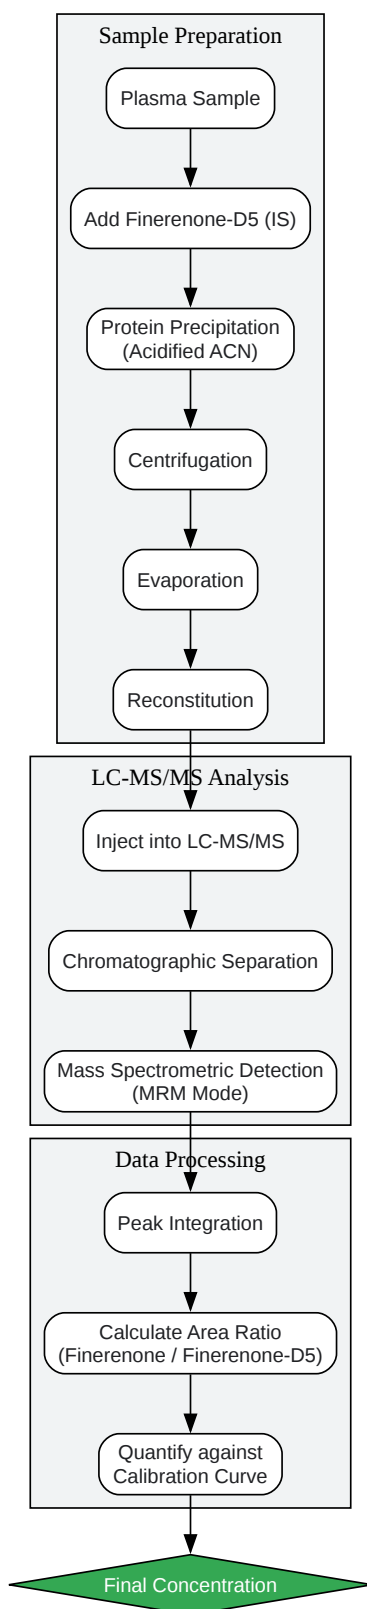 Sample Preparation
Plasma Sample
Add Finerenone-D5 (IS)
Protein Precipitation
(Acidified ACN)
Centrifugation
Evaporation
Reconstitution
LC-MS/MS Analysis
Inject into LC-MS/MS
Chromatographic Separation
Mass Spectrometric Detection
(MRM Mode)
Data Processing
Peak Integration
Calculate Area Ratio
(Finerenone / Finerenone-D5)
Quantify against
Calibration Curve
Final Concentration